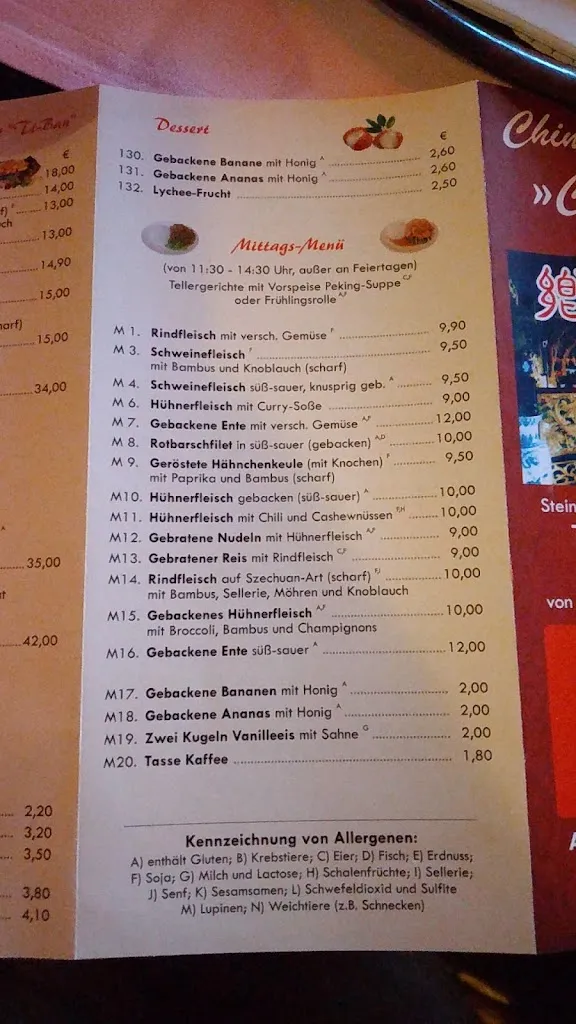 "Ti-Ban"
€
18,00
14,00
13,00
13,00
14,90
15,00
harf)
15,00
34,00
A
35,00
42,00
2,20
3,20
3,50
3,80
4,10
Dessert
€
130. Gebackene Banane mit Honig A 2,60
131. Gebackene Ananas mit Honig A 2,60
132. Lychee-Frucht 2,50
Mittags-Menü
(von 11:30 - 14:30 Uhr, außer an Feiertagen)
Tellergerichte mit Vorspeise Peking-Suppe C,F
oder Frühlingsrolle A,F
€
M 1. Rindfleisch mit versch. Gemüse F 9,90
M 3. Schweinefleisch F 9,50
mit Bambus und Knoblauch (scharf)
M 4. Schweinefleisch süß-sauer, knusprig geb. A 9,50
M 6. Hühnerfleisch mit Curry-Soße 9,00
M 7. Gebackene Ente mit versch. Gemüse A,F 12,00
M 8. Rotbarschfilet in süß-sauer (gebacken) A,D 10,00
M 9. Geröstete Hähnchenkeule (mit Knochen) F 9,50
mit Paprika und Bambus (scharf)
M10. Hühnerfleisch gebacken (süß-sauer) A 10,00
M11. Hühnerfleisch mit Chili und Cashewnüssen F,H 10,00
M12. Gebratene Nudeln mit Hühnerfleisch A,F 9,00
M13. Gebratener Reis mit Rindfleisch C,F 9,00
M14. Rindfleisch auf Szechuan-Art (scharf) F,I 10,00
mit Bambus, Sellerie, Möhren und Knoblauch
M15. Gebackenes Hühnerfleisch A,F 10,00
mit Broccoli, Bambus und Champignons
M16. Gebackene Ente süß-sauer A 12,00
M17. Gebackene Bananen mit Honig A 2,00
M18. Gebackene Ananas mit Honig A 2,00
M19. Zwei Kugeln Vanilleeis mit Sahne G 2,00
M20. Tasse Kaffee 1,80
Kennzeichnung von Allergenen:
A) enthält Gluten; B) Krebstiere; C) Eier; D) Fisch; E) Erdnuss;
F) Soja; G) Milch und Lactose; H) Schalenfrüchte; I) Sellerie;
J) Senf; K) Sesamsamen; L) Schwefeldioxid und Sulfite
M) Lupinen; N) Weichtiere (z.B. Schnecken)
Chin
»C
Stein
von